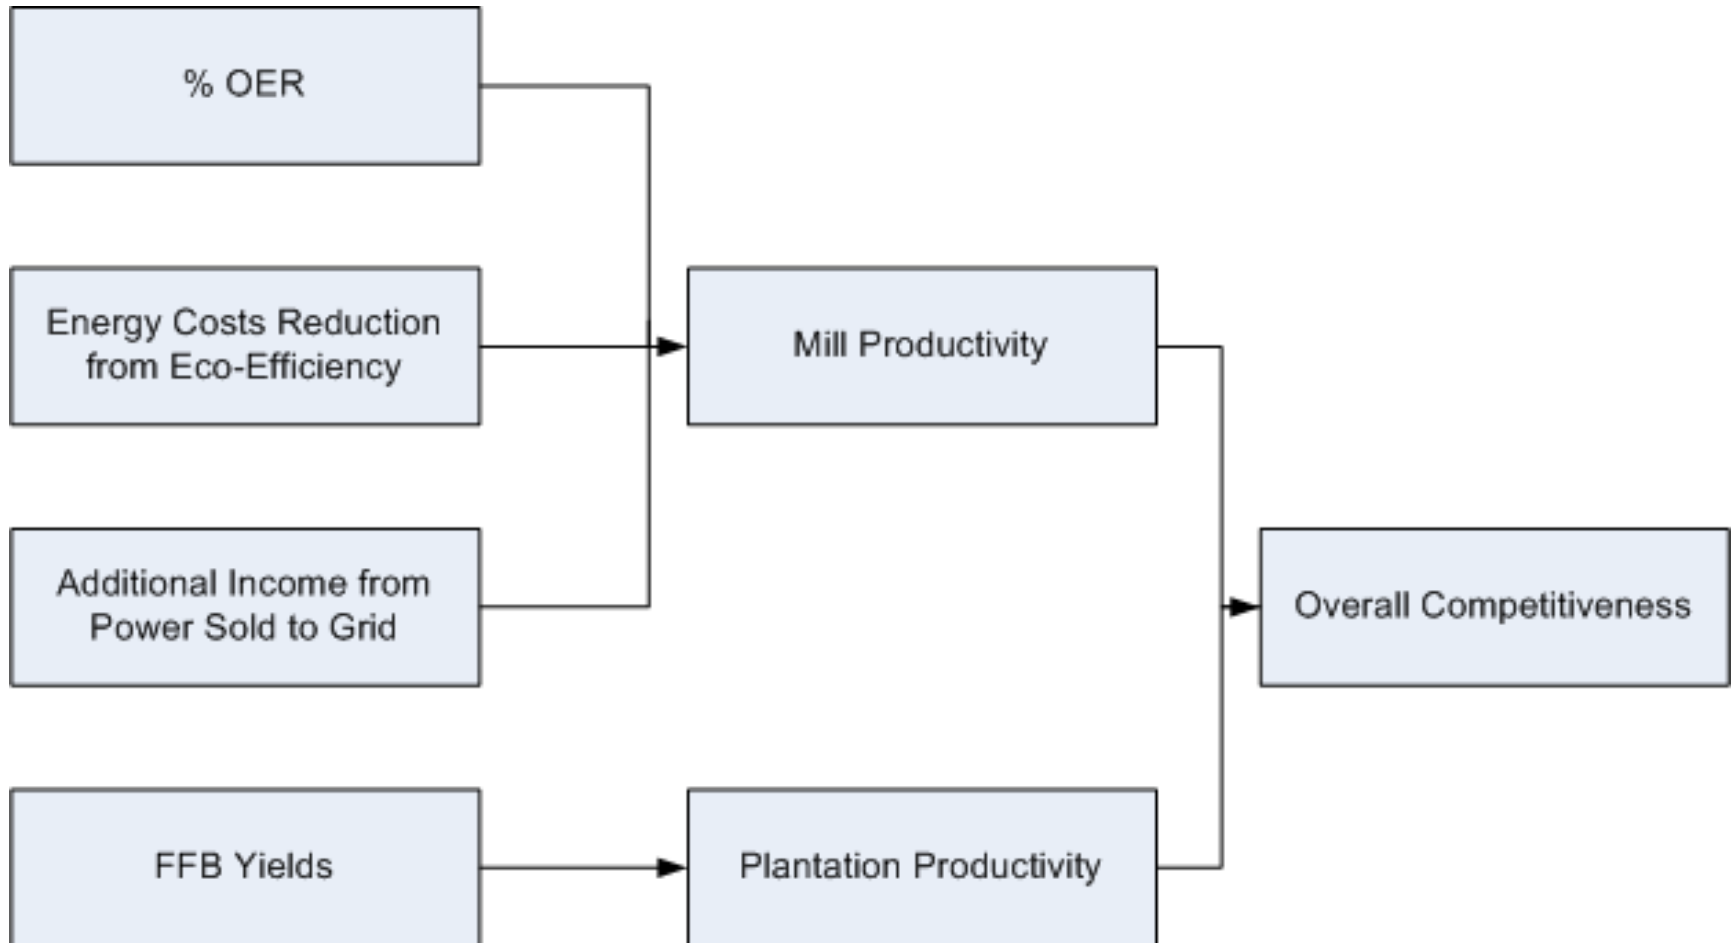 % OER
Energy Costs Reduction
from Eco-Efficiency
Mill Productivity
Additional Income from
Power Sold to Grid
Overall Competitiveness
FFB Yields
Plantation Productivity